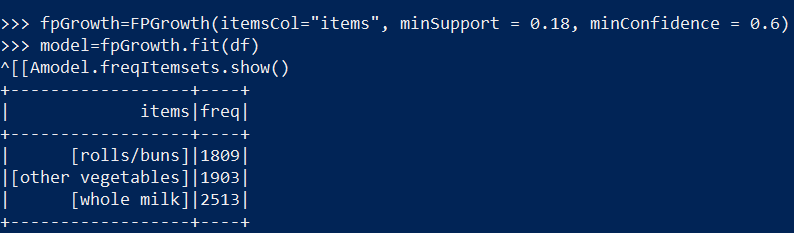 >>> fpGrowth=FPGrowth(itemsCol="items", minSupport = 0.18, minConfidence = 0.6)
>>> model=fpGrowth.fit(df)
^[[Amodel.freqItemsets.show()
+------------------+----+
|             items|freq|
+------------------+----+
|      [rolls/buns]|1809|
|[other vegetables]|1903|
|      [whole milk]|2513|
+------------------+----+